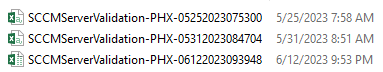 SCCMServerValidation-PHX-05252023075300 5/25/2023 7:58 AM
SCCMServerValidation-PHX-05312023084704 5/31/2023 8:51 AM
SCCMServerValidation-PHX-06122023093948 6/12/2023 9:53 PM